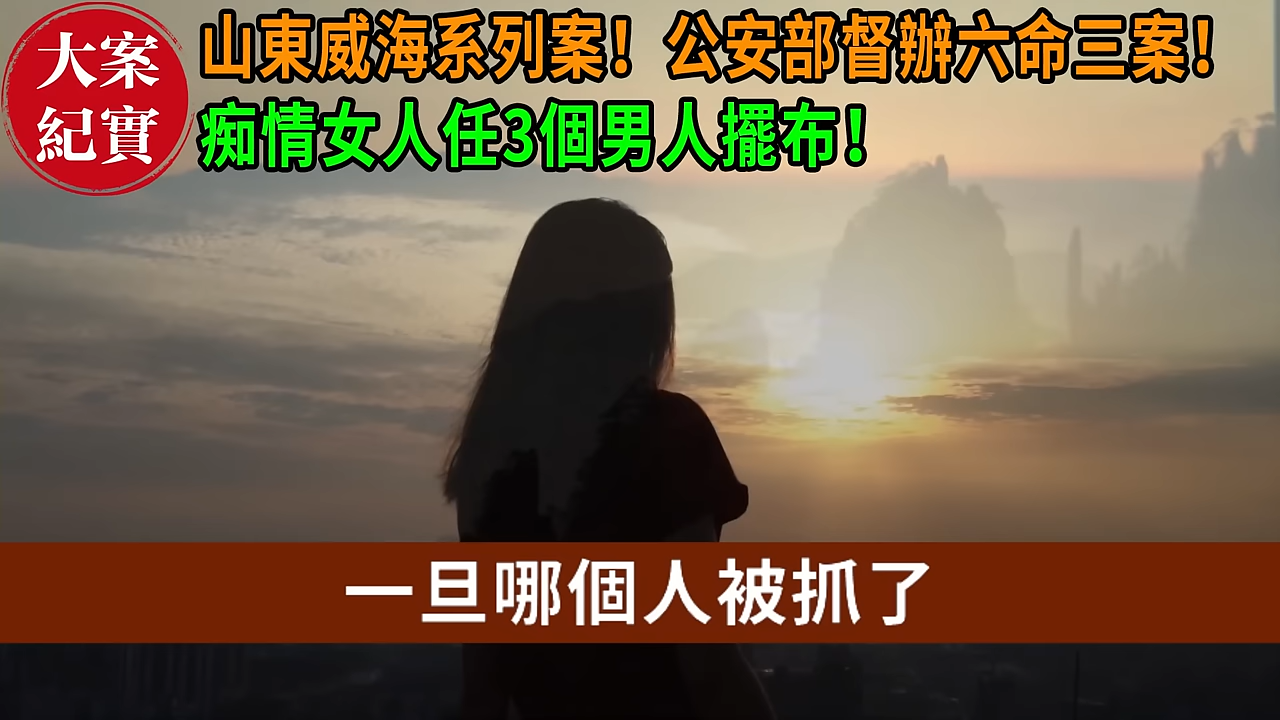 大案
紀實
山東威海系列案！公安部督辦六命三案！
痴情女人任3個男人擺布！
一旦哪個人被抓了